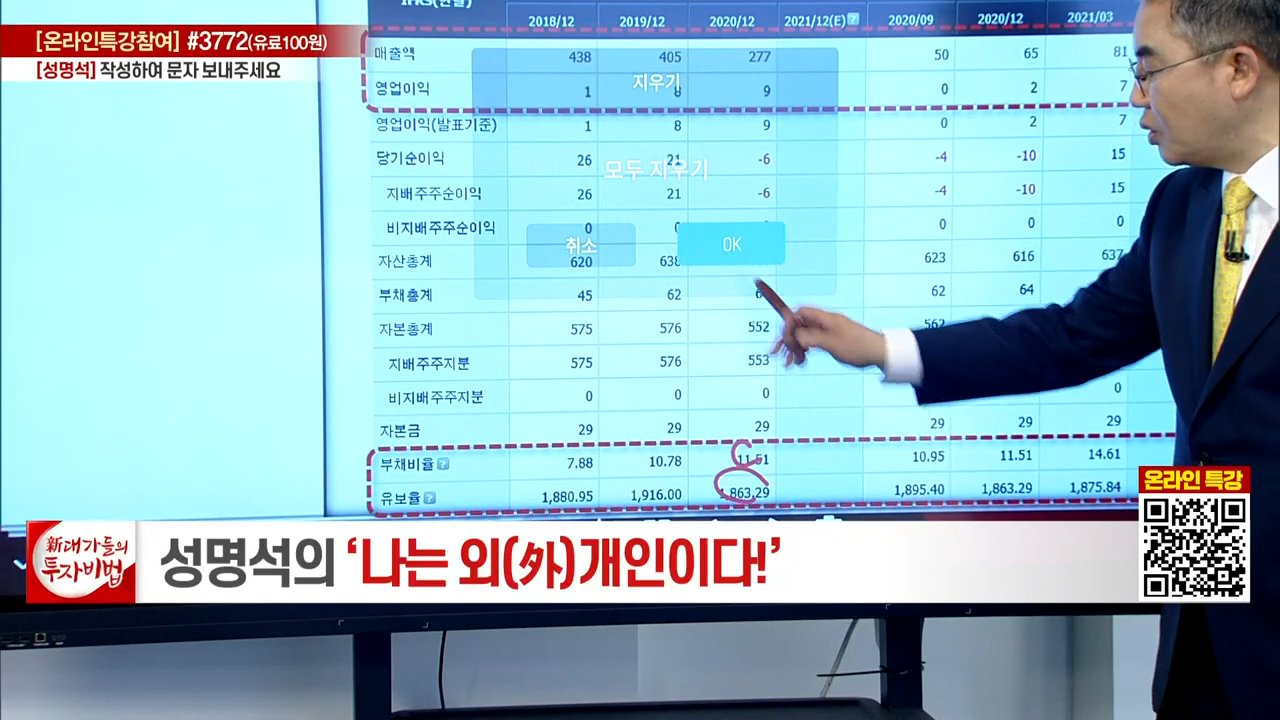 [온라인특강참여] #3772(유료100원)
[성명석] 작성하여 문자 보내주세요
IFRS(연결)
2018/12 2019/12 2020/12 2021/12(E) 2020/09 2020/12 2021/03
매출액 438 405 277 50 65 81
영업이익 1 8 9 0 2 7
영업이익(발표기준) 1 8 9 0 2 7
당기순이익 26 21 -6 -4 -10 15
지배주주순이익 26 21 -6 -4 -10 15
비지배주주순이익 0 0 0 0 0
자산총계 620 638 623 616 637
부채총계 45 62 62 64
자본총계 575 576 552 562
지배주주지분 575 576 553
비지배주주지분 0 0 0 0
자본금 29 29 29 29 29 29
부채비율 7.88 10.78 11.51 10.95 11.51 14.61
유보율 1,880.95 1,916.00 1,863.29 1,895.40 1,863.29 1,875.84
지우기
모두 지우기
취소 OK
온라인 특강
新대가들의
투자비법
성명석의 ‘나는 외(外)개인이다!’